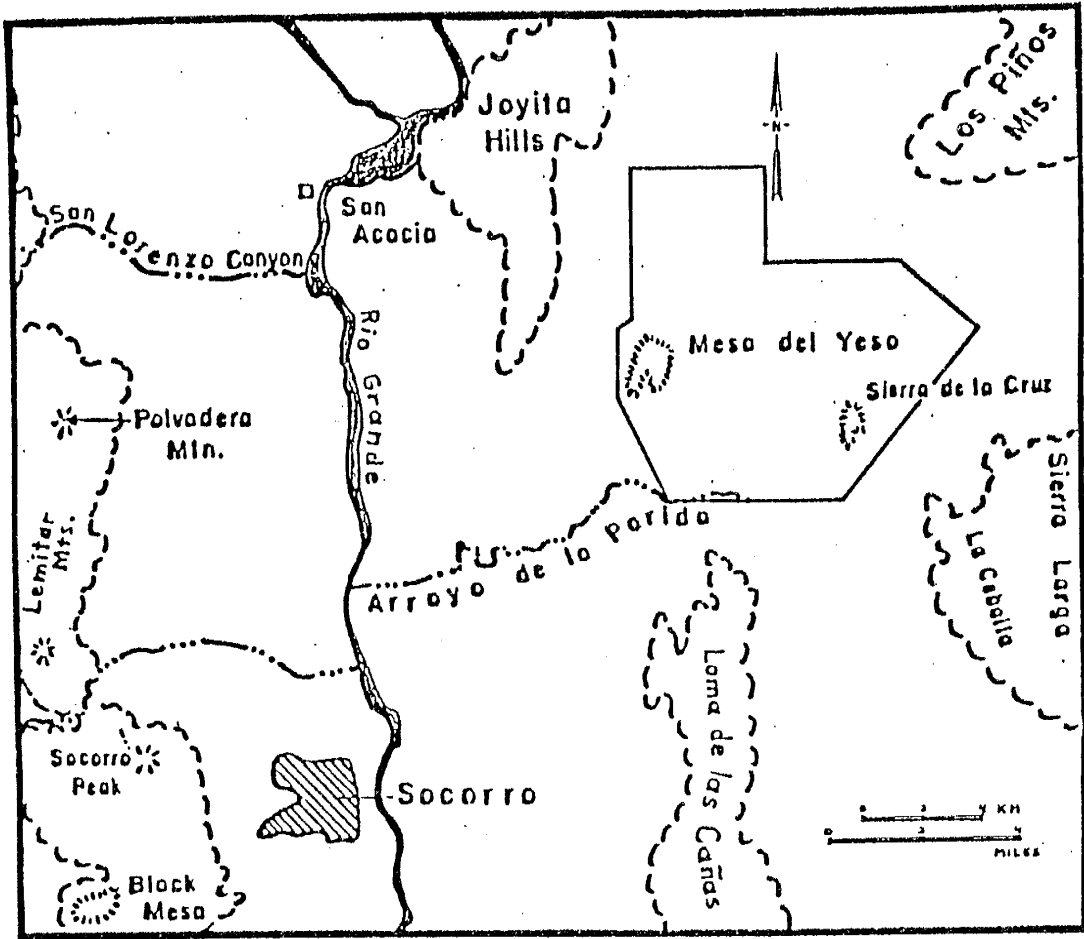 Joyita
Hills
Los Piños
Mts.
-N-
San
Acacia
San Lorenzo Canyon
Rio Grande
Mesa del Yeso
Sierra de la Cruz
Polvadera
Mtn.
Lemitar
Mts.
Arroyo de la Parida
La Caballa
Sierra Larga
Loma de las Cañas
Socorro
Peak
Socorro
Black
Mesa
KM
0
4
MILES